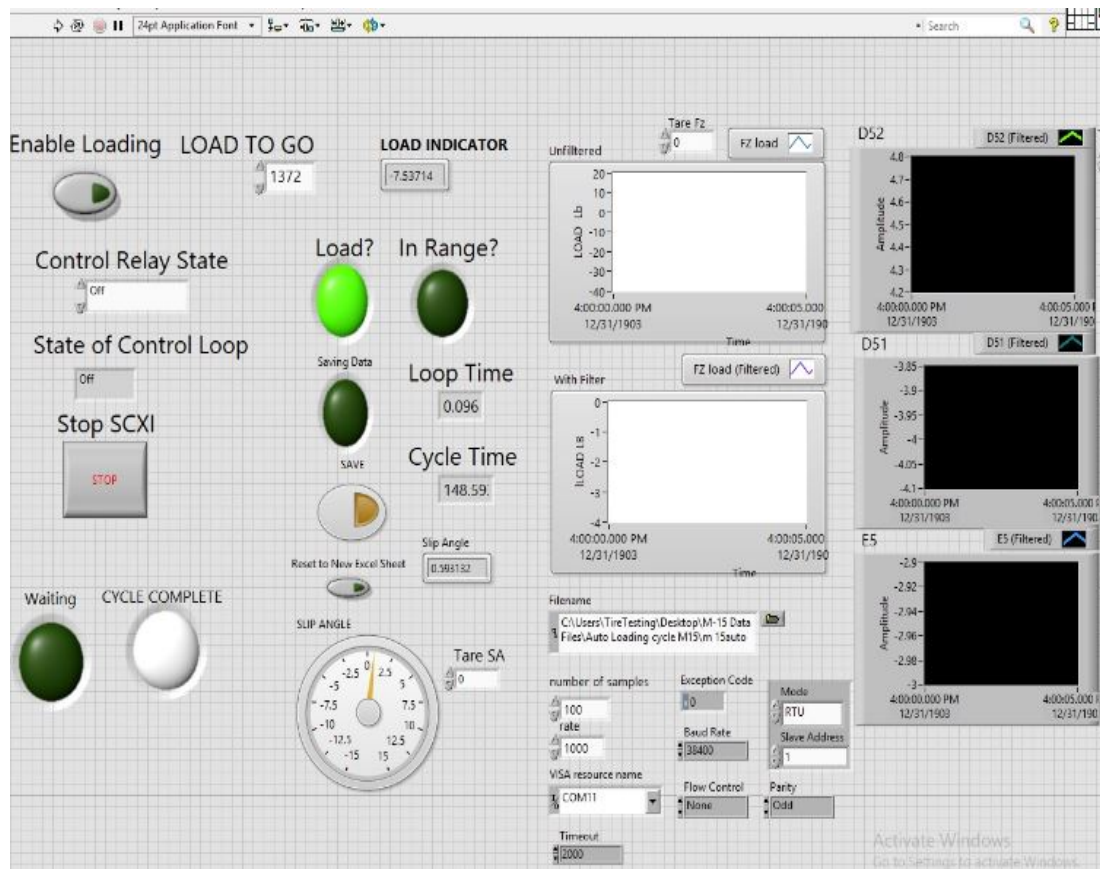 24pt Application Font
Search
Enable Loading
LOAD TO GO
1372
LOAD INDICATOR
-7.53714
Control Relay State
Off
Load?
In Range?
State of Control Loop
Off
Saving Data
Loop Time
0.096
Stop SCXI
STOP
SAVE
Cycle Time
148.59
Slip Angle
0.593132
Reset to New Excel Sheet
Waiting
CYCLE COMPLETE
SLIP ANGLE
-15
-12.5
-10
-7.5
-5
-2.5
0
2.5
5
7.5
10
12.5
15
Tare SA
0
Unfiltered
Tare Fz
0
FZ load
LOAD Lb
20
10
0
-10
-20
-30
-40
4:00:00.000 PM
12/31/1903
4:00:05.000
12/31/190
Time
With Filter
FZ load (Filtered)
0
-1
-2
-3
-4
4:00:00.000 PM
12/31/1903
4:00:05.000
12/31/190
Time
Filename
C:\Users\TireTesting\Desktop\M-15 Data
Files\Auto Loading cycle M15\m 15auto
number of samples
100
rate
1000
VISA resource name
COM11
Timeout
2000
Exception Code
0
Baud Rate
38400
Flow Control
None
Mode
RTU
Slave Address
1
Parity
Odd
D52
D52 (Filtered)
Amplitude
4.8
4.7
4.6
4.5
4.4
4.3
4.2
4:00:00.000 PM
12/31/1903
4:00:05.000
12/31/190
D51
D51 (Filtered)
Amplitude
-3.85
-3.9
-3.95
-4
-4.05
-4.1
4:00:00.000 PM
12/31/1903
4:00:05.000
12/31/190
E5
E5 (Filtered)
Amplitude
-2.9
-2.92
-2.94
-2.96
-2.98
-3
4:00:00.000 PM
12/31/1903
4:00:05.000
12/31/190
Activate Windows
Go to Settings to activate Windows.